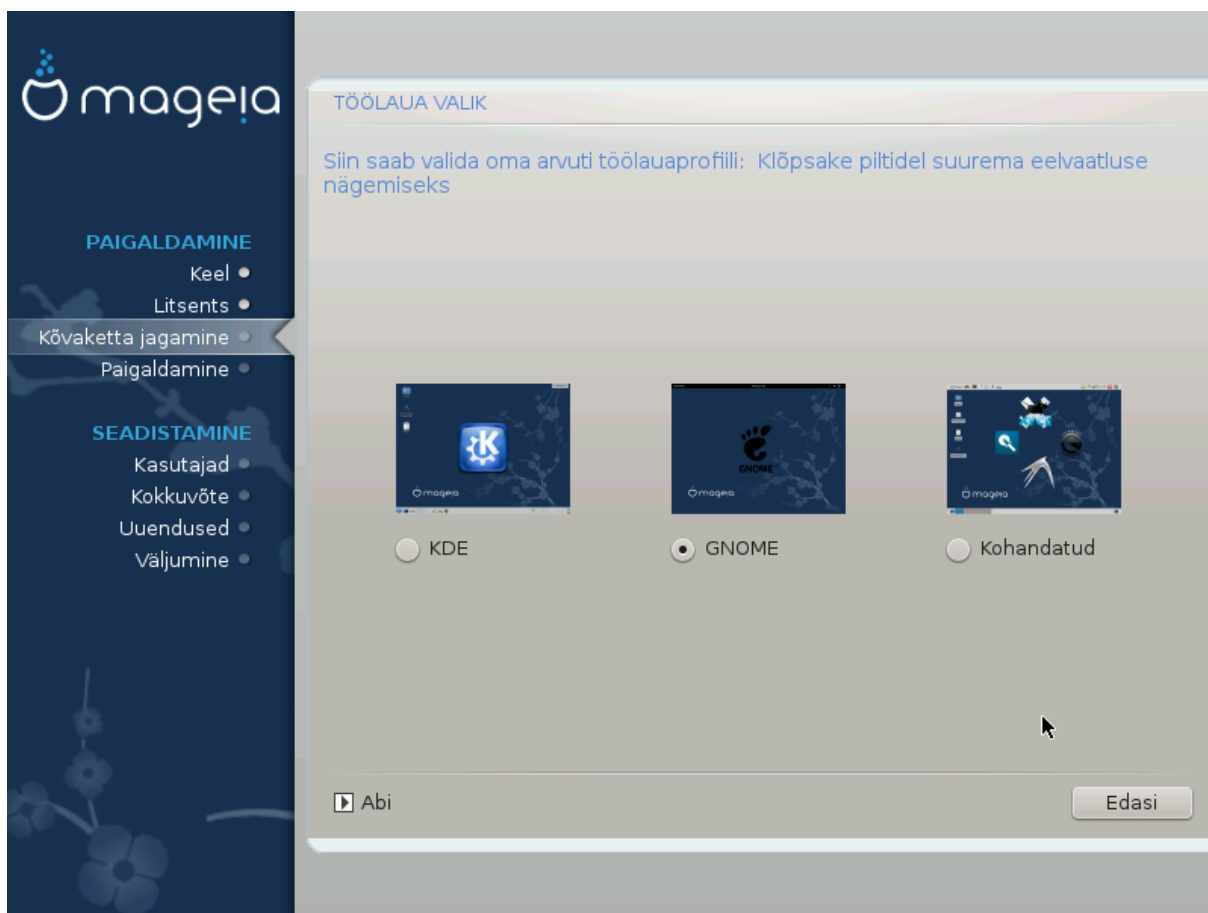 mageia
PAIGALDAMINE
Keel
Litsents
Kõvaketta jagamine
Paigaldamine
SEADISTAMINE
Kasutajad
Kokkuvõte
Uuendused
Väljumine
TÖÖLAUA VALIK
Siin saab valida oma arvuti töölauaprofiili: Klõpsake piltidel suurema eelvaatluse
nägemiseks
mageia
GNOME
mageia
mageia
KDE
GNOME
Kohandatud
Abi
Edasi